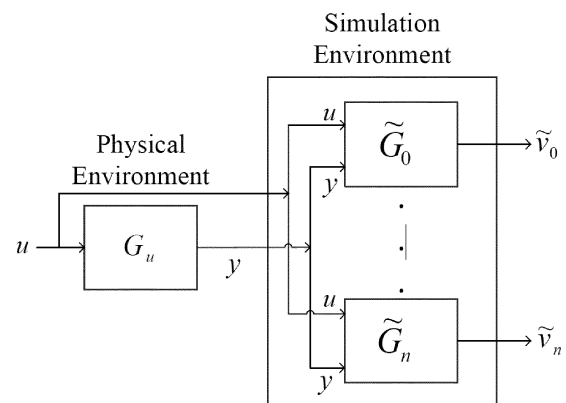 Simulation
Environment
Physical
Environment
u
G̃₀
ṽ₀
y
u
Gᵤ
y
u
G̃ₙ
ṽₙ
y